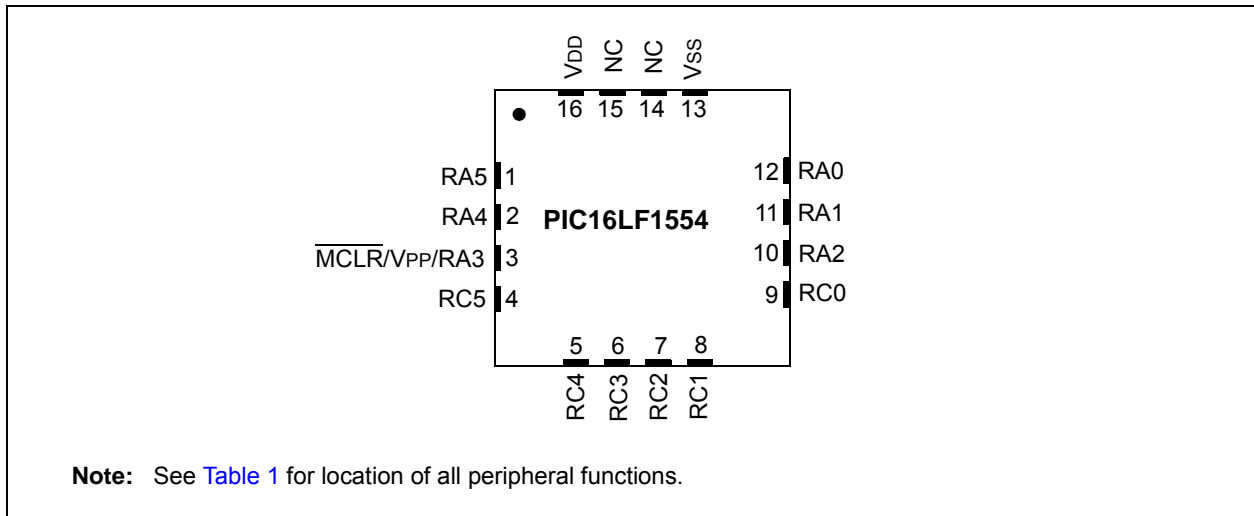 VDD NC NC VSS
16 15 14 13
RA5 1 12 RA0
RA4 2 PIC16LF1554 11 RA1
MCLR/VPP/RA3 3 10 RA2
RC5 4 9 RC0
5 6 7 8
RC4 RC3 RC2 RC1
Note: See Table 1 for location of all peripheral functions.